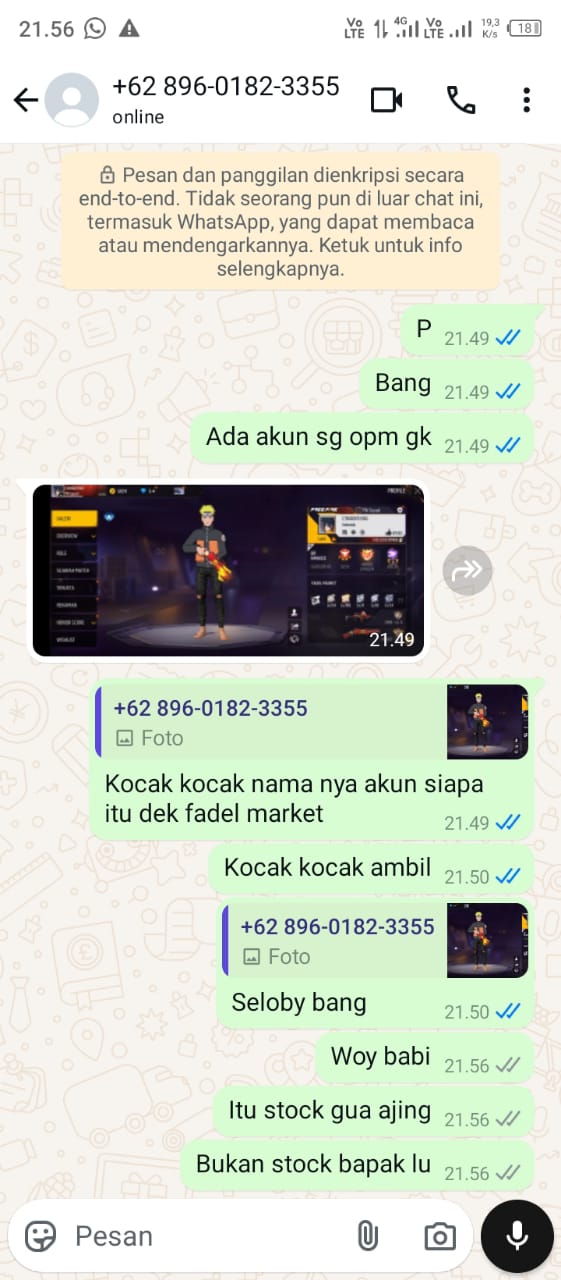 21.56
Vo LTE 4G Vo LTE 19,3 K/s 18
+62 896-0182-3355
online
Pesan dan panggilan dienkripsi secara
end-to-end. Tidak seorang pun di luar chat ini,
termasuk WhatsApp, yang dapat membaca
atau mendengarkannya. Ketuk untuk info
selengkapnya.
P 21.49
Bang 21.49
Ada akun sg opm gk 21.49
PROFILE
21.49
+62 896-0182-3355
Foto
Kocak kocak nama nya akun siapa
itu dek fadel market
21.49
Kocak kocak ambil 21.50
+62 896-0182-3355
Foto
Seloby bang 21.50
Woy babi 21.56
Itu stock gua ajing 21.56
Bukan stock bapak lu 21.56
Pesan